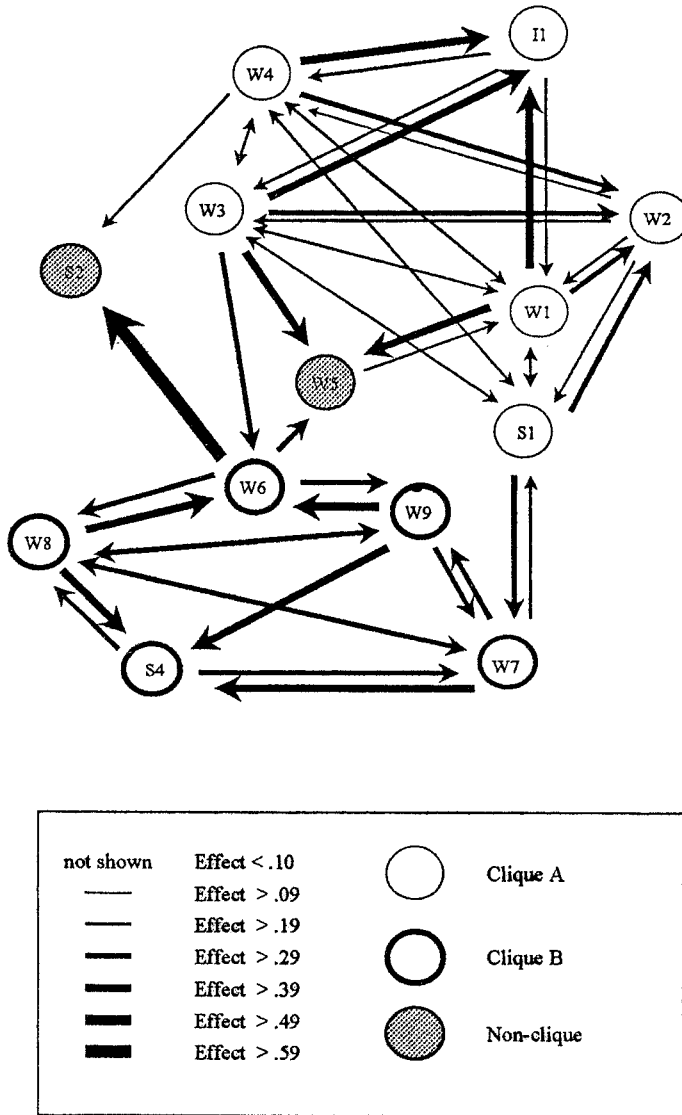 I1
W4
W3
W2
S2
W1
W5
S1
W6
W9
W8
S4
W7
not shown Effect < .10
Effect > .09
Effect > .19
Effect > .29
Effect > .39
Effect > .49
Effect > .59
Clique A
Clique B
Non-clique